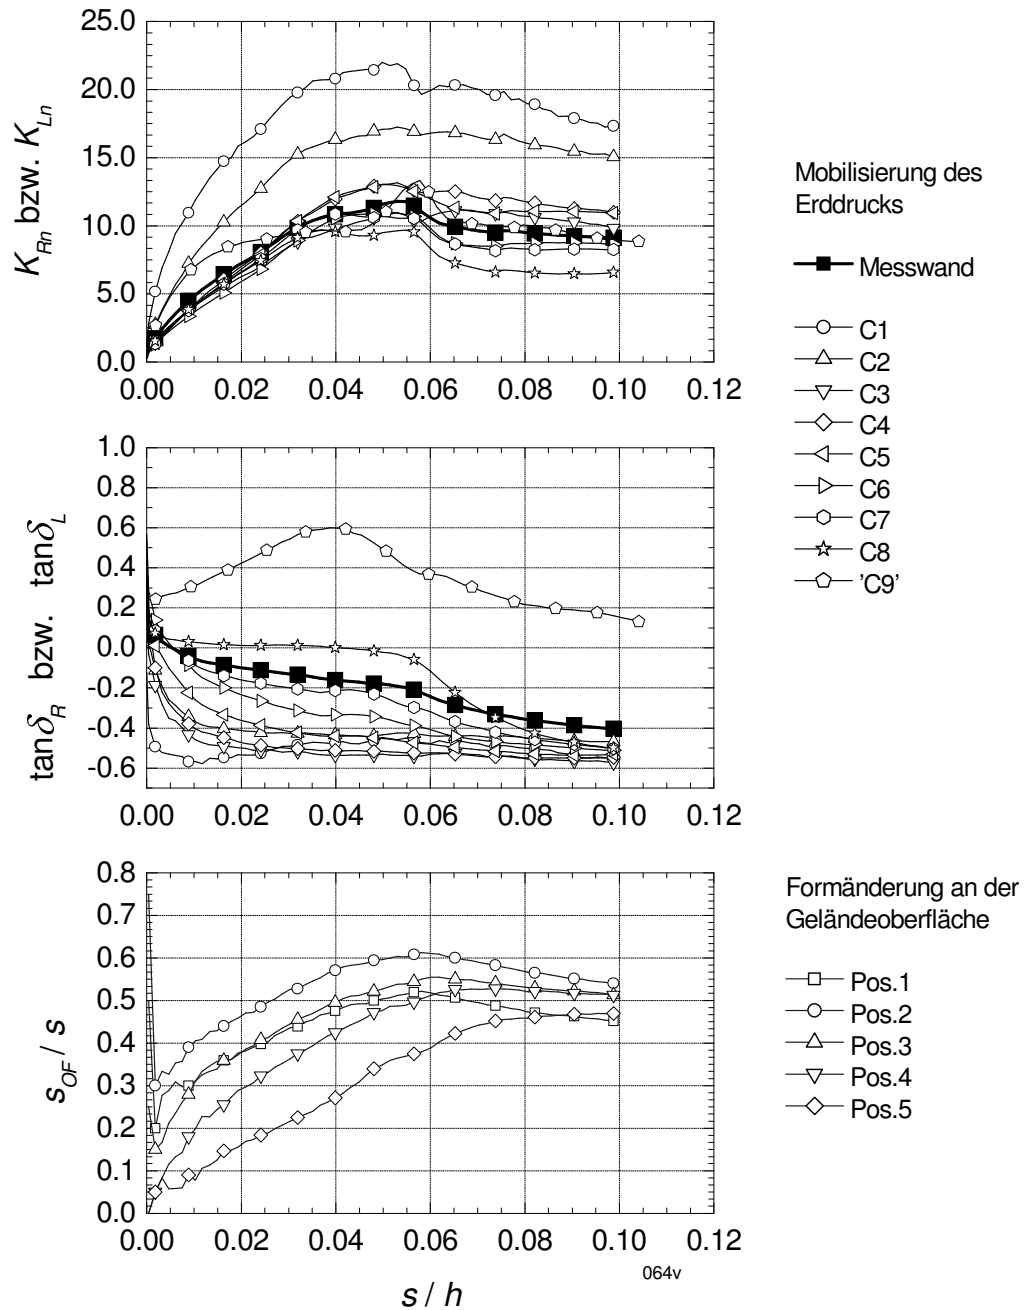 25.0
20.0
15.0
10.0
5.0
0.0
K_Rn bzw. K_Ln
0.00 0.02 0.04 0.06 0.08 0.10 0.12
Mobilisierung des
Erddrucks
Messwand
C1
C2
C3
C4
C5
C6
C7
C8
'C9'
1.0
0.8
0.6
0.4
0.2
0.0
-0.2
-0.4
-0.6
tanδ_R bzw. tanδ_L
0.00 0.02 0.04 0.06 0.08 0.10 0.12
0.8
0.7
0.6
0.5
0.4
0.3
0.2
0.1
0.0
s_OF / s
0.00 0.02 0.04 0.06 0.08 0.10 0.12
s / h
064v
Formänderung an der
Geländeoberfläche
Pos.1
Pos.2
Pos.3
Pos.4
Pos.5